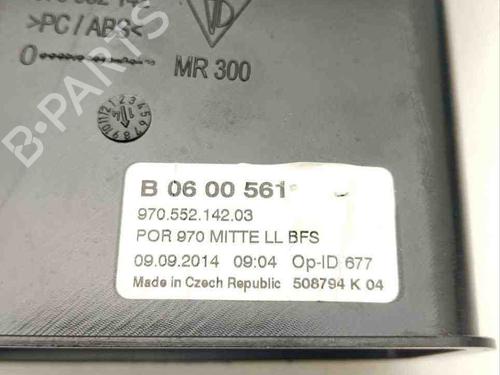 >PC/ABS<
MR 300
B-PARTS
B 06 00 561
970.552.142.03
POR 970 MITTE LL BFS
09.09.2014 09:04 Op-ID 677
Made in Czech Republic 508794 K 04